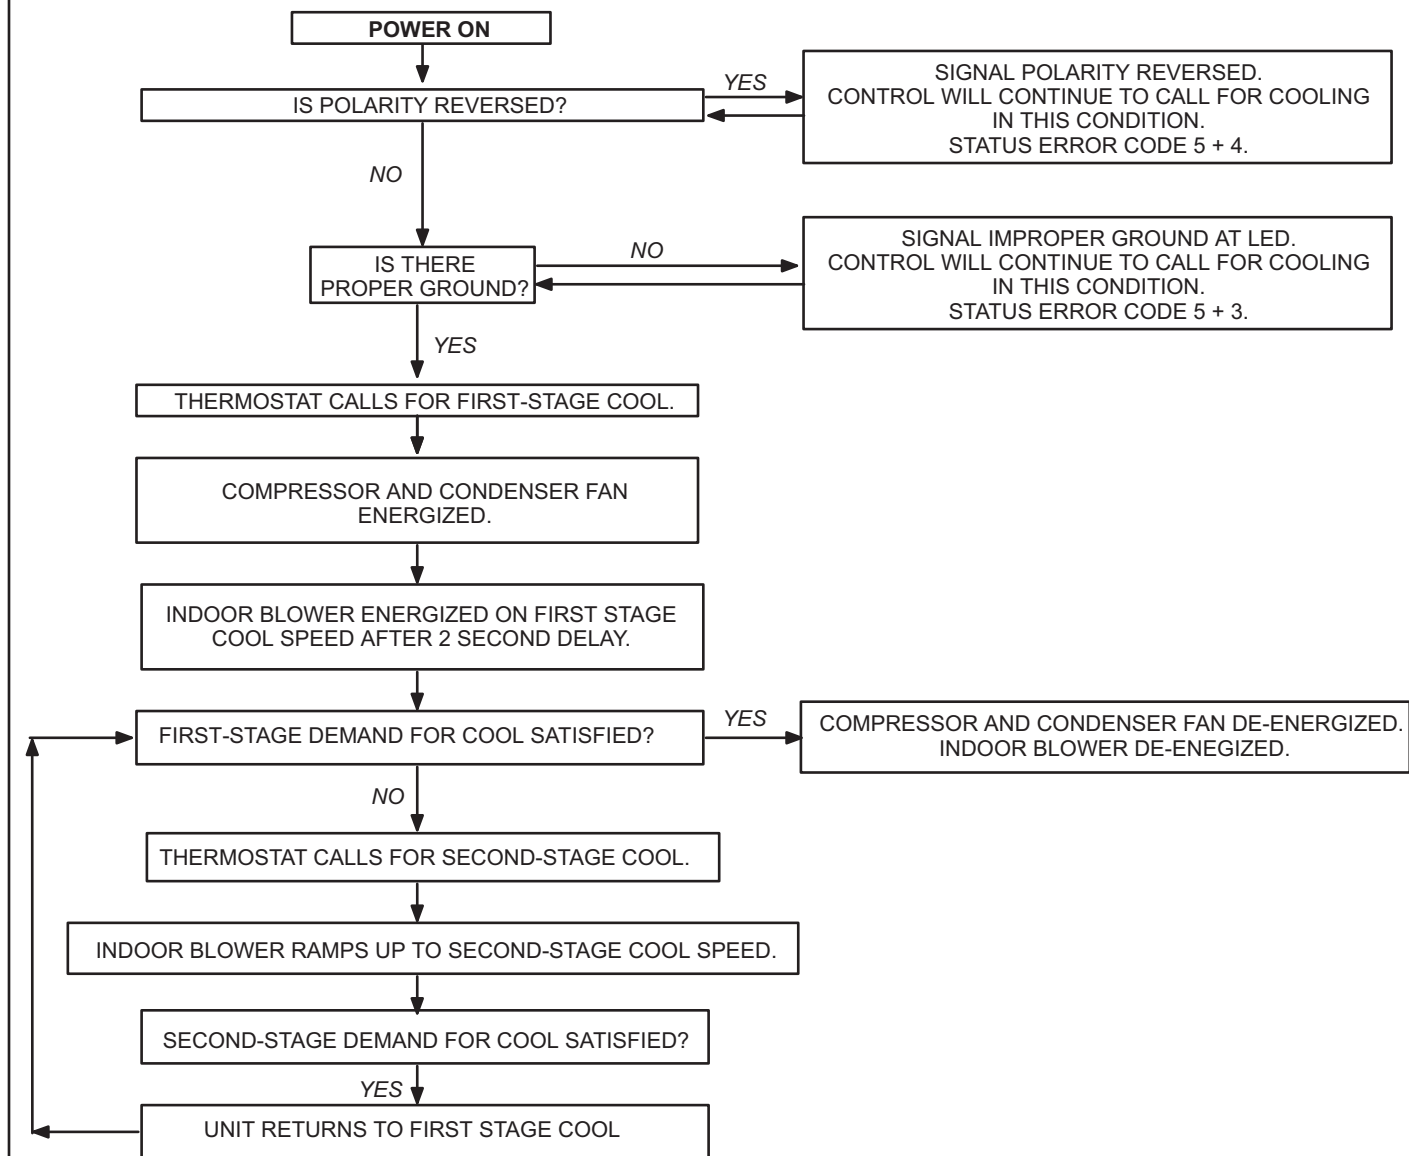 POWER ON
IS POLARITY REVERSED?
YES
SIGNAL POLARITY REVERSED.
CONTROL WILL CONTINUE TO CALL FOR COOLING
IN THIS CONDITION.
STATUS ERROR CODE 5 + 4.
NO
IS THERE
PROPER GROUND?
NO
SIGNAL IMPROPER GROUND AT LED.
CONTROL WILL CONTINUE TO CALL FOR COOLING
IN THIS CONDITION.
STATUS ERROR CODE 5 + 3.
YES
THERMOSTAT CALLS FOR FIRST-STAGE COOL.
COMPRESSOR AND CONDENSER FAN
ENERGIZED.
INDOOR BLOWER ENERGIZED ON FIRST STAGE
COOL SPEED AFTER 2 SECOND DELAY.
FIRST-STAGE DEMAND FOR COOL SATISFIED?
YES
COMPRESSOR AND CONDENSER FAN DE-ENERGIZED.
INDOOR BLOWER DE-ENEGIZED.
NO
THERMOSTAT CALLS FOR SECOND-STAGE COOL.
INDOOR BLOWER RAMPS UP TO SECOND-STAGE COOL SPEED.
SECOND-STAGE DEMAND FOR COOL SATISFIED?
YES
UNIT RETURNS TO FIRST STAGE COOL